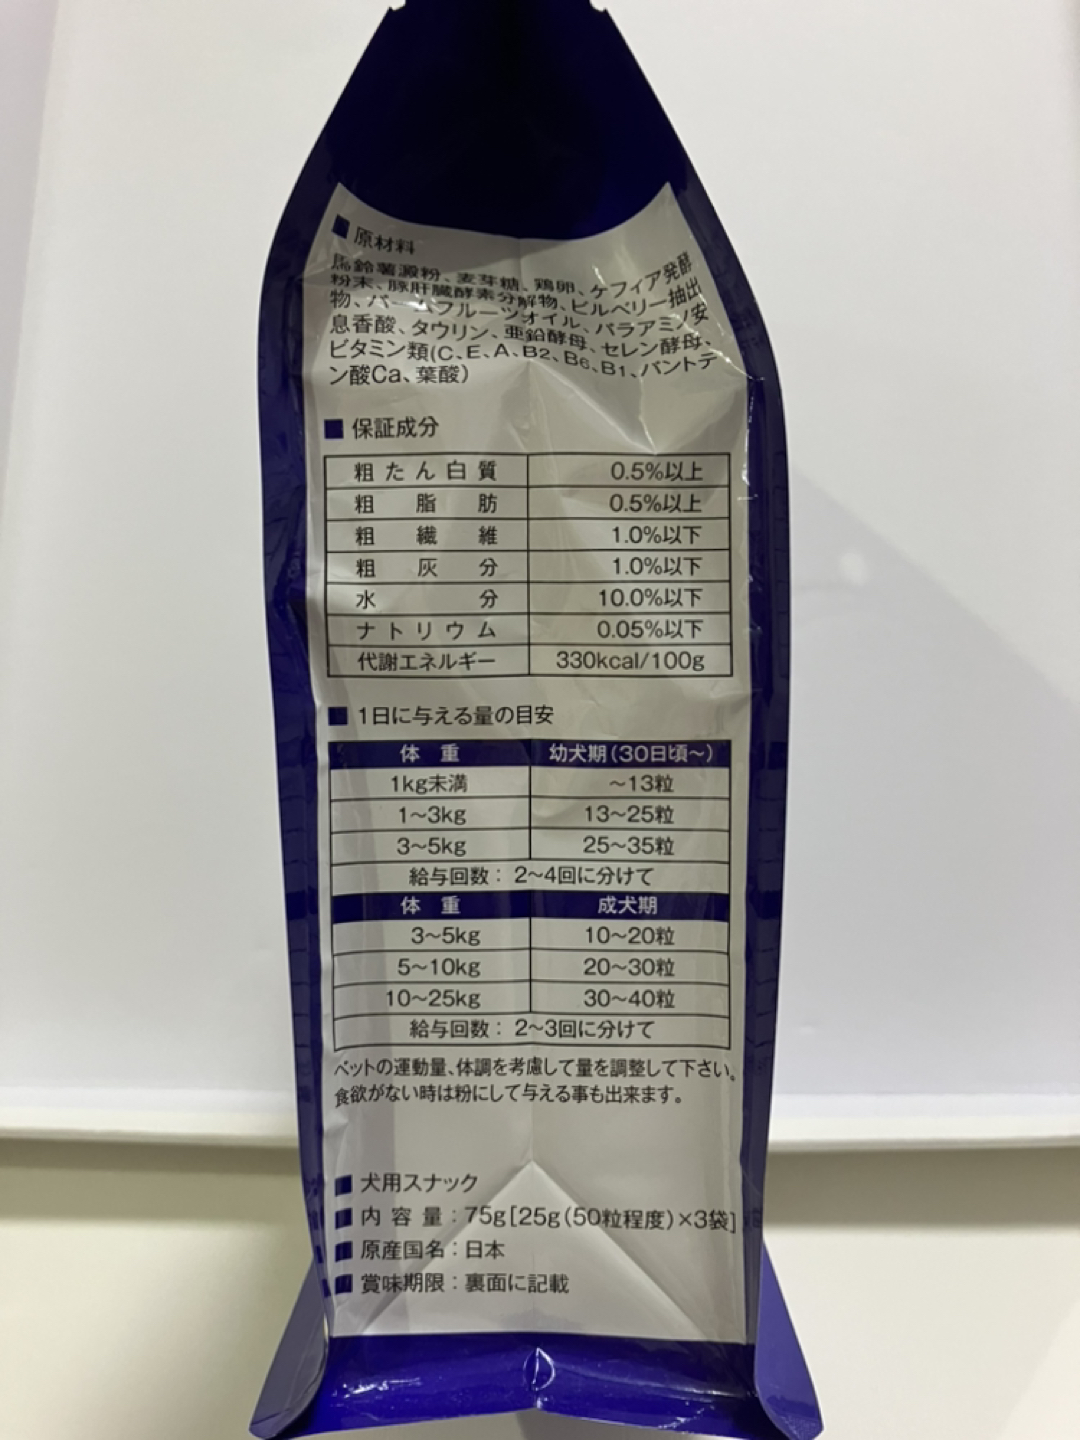 ■ 原材料
馬鈴薯澱粉、麦芽糖、鶏卵、ケフィア発酵
粉末、豚肝臓酵素分解物、ビルベリー抽出
物、パームフルーツオイル、パラアミノ安
息香酸、タウリン、亜鉛酵母、セレン酵母、
ビタミン類(C、E、A、B2、B6、B1、パントテ
ン酸Ca、葉酸)
■ 保証成分
粗たん白質 0.5%以上
粗脂肪 0.5%以上
粗繊維 1.0%以下
粗灰分 1.0%以下
水分 10.0%以下
ナトリウム 0.05%以下
代謝エネルギー 330kcal/100g
■ 1日に与える量の目安
体重 幼犬期(30日頃〜)
1kg未満 〜13粒
1〜3kg 13〜25粒
3〜5kg 25〜35粒
給与回数：2〜4回に分けて
体重 成犬期
3〜5kg 10〜20粒
5〜10kg 20〜30粒
10〜25kg 30〜40粒
給与回数：2〜3回に分けて
ペットの運動量、体調を考慮して量を調整して下さい。
食欲がない時は粉にして与える事も出来ます。
■ 犬用スナック
■ 内容量：75g[25g(50粒程度)×3袋]
■ 原産国名：日本
■ 賞味期限：裏面に記載